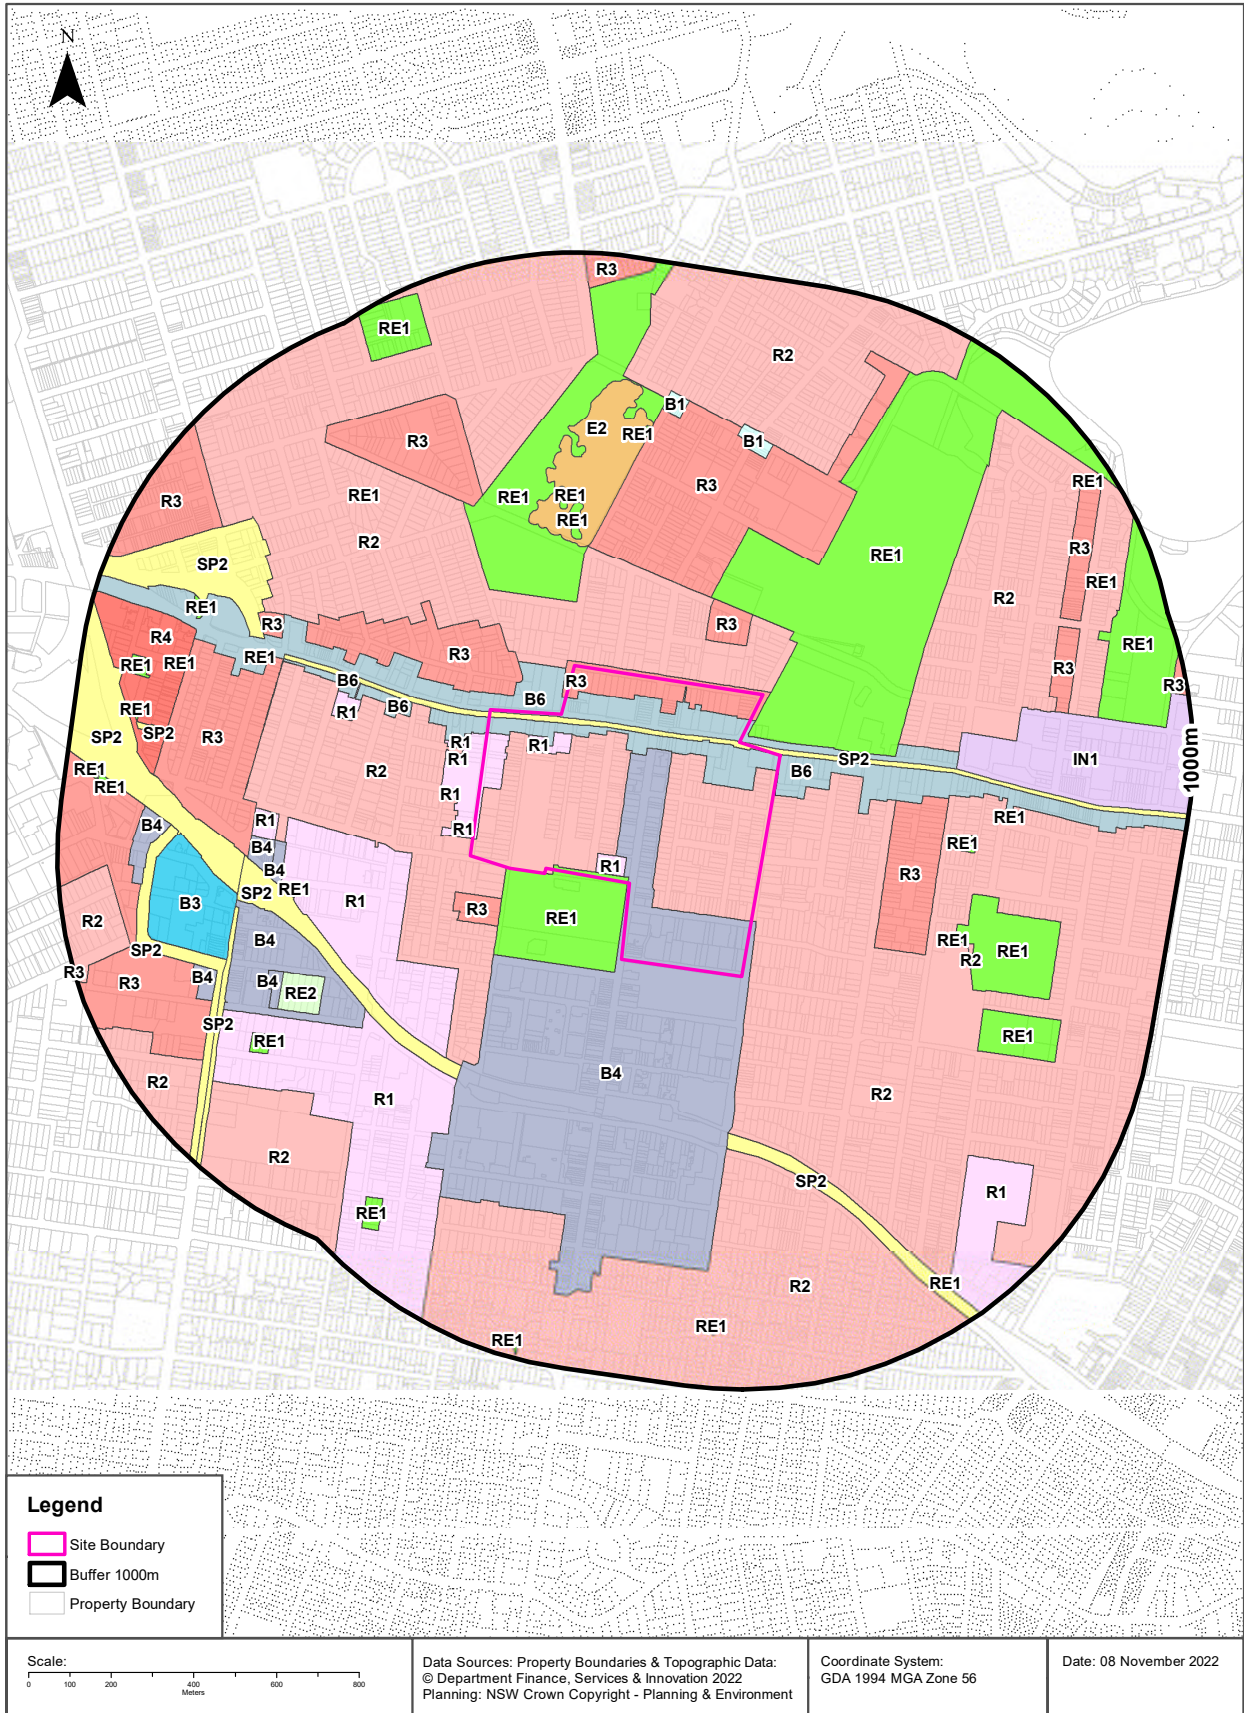 N
R3
RE1
R2
B1
E2
RE1
B1
R3
R3
RE1
R3
RE1
RE1
RE1
RE1
R3
R2
RE1
SP2
R3
RE1
RE1
R2
R3
R3
R4
RE1
RE1
RE1
RE1
R3
R3
B6
R3
R3
RE1
R1
B6
B6
SP2
SP2
R3
R1
R1
R1
IN1
1000m
RE1
R2
B6
RE1
R1
RE1
B4
R1
R1
RE1
B4
R1
B4
R3
SP2
RE1
B3
R1
R3
RE1
R2
B4
RE1
RE1
SP2
R2
R3
B4
B4
R3
RE2
SP2
RE1
RE1
B4
R2
R2
R1
R2
SP2
R1
RE1
RE1
R2
RE1
RE1
Legend
Site Boundary
Buffer 1000m
Property Boundary
Scale:
0 100 200 400 600 800
Meters
Data Sources: Property Boundaries & Topographic Data:
© Department Finance, Services & Innovation 2022
Planning: NSW Crown Copyright - Planning & Environment
Coordinate System:
GDA 1994 MGA Zone 56
Date: 08 November 2022